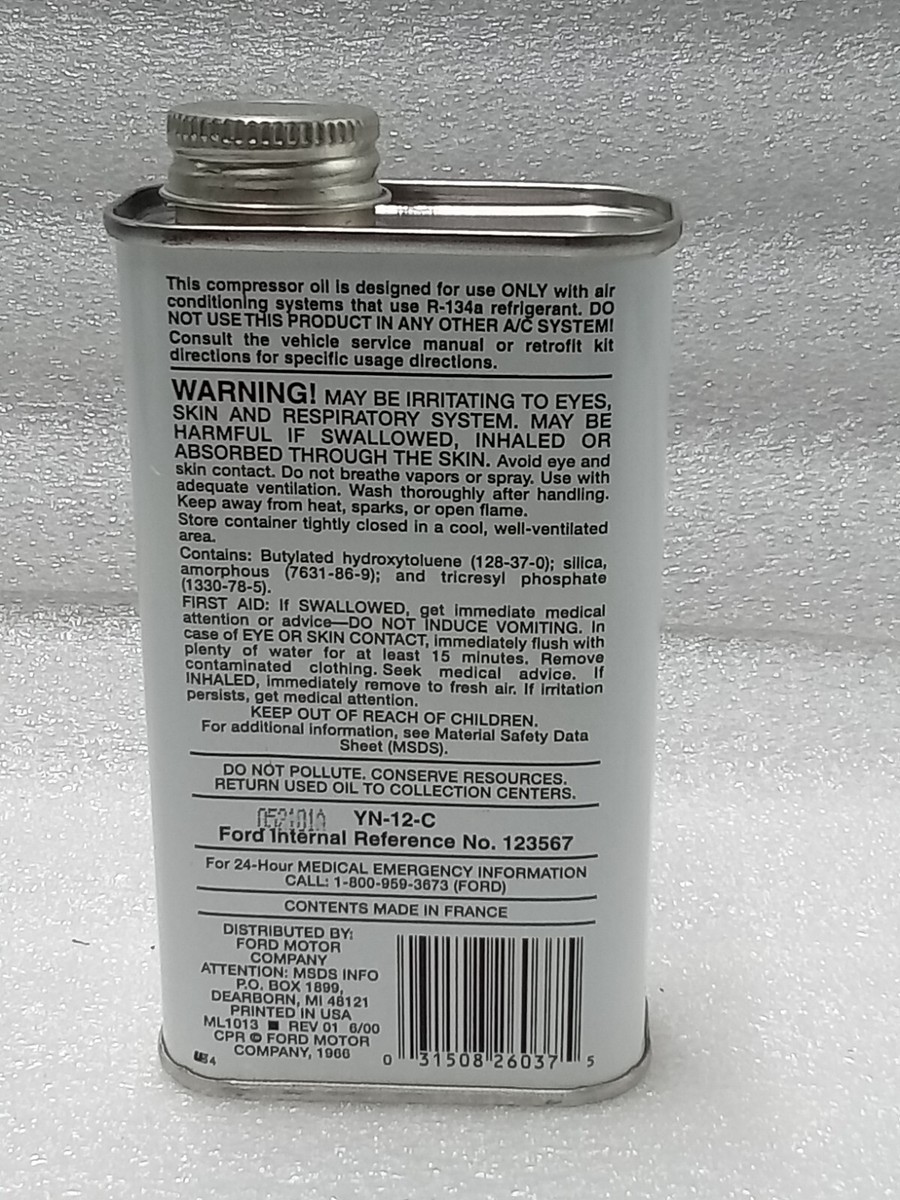 This compressor oil is designed for use ONLY with air
conditioning systems that use R-134a refrigerant. DO
NOT USE THIS PRODUCT IN ANY OTHER A/C SYSTEM!
Consult the vehicle service manual or retrofit kit
directions for specific usage directions.
WARNING! MAY BE IRRITATING TO EYES,
SKIN AND RESPIRATORY SYSTEM. MAY BE
HARMFUL IF SWALLOWED, INHALED OR
ABSORBED THROUGH THE SKIN. Avoid eye and
skin contact. Do not breathe vapors or spray. Use with
adequate ventilation. Wash thoroughly after handling.
Keep away from heat, sparks, or open flame.
Store container tightly closed in a cool, well-ventilated
area.
Contains: Butylated hydroxytoluene (128-37-0); silica,
amorphous (7631-86-9); and tricresyl phosphate
(1330-78-5).
FIRST AID: If SWALLOWED, get immediate medical
attention or advice—DO NOT INDUCE VOMITING. In
case of EYE OR SKIN CONTACT, immediately flush with
plenty of water for at least 15 minutes. Remove
contaminated clothing. Seek medical advice. If
INHALED, immediately remove to fresh air. If irritation
persists, get medical attention.
KEEP OUT OF REACH OF CHILDREN.
For additional information, see Material Safety Data
Sheet (MSDS).
DO NOT POLLUTE. CONSERVE RESOURCES.
RETURN USED OIL TO COLLECTION CENTERS.
YN-12-C
Ford Internal Reference No. 123567
For 24-Hour MEDICAL EMERGENCY INFORMATION
CALL: 1-800-959-3673 (FORD)
CONTENTS MADE IN FRANCE
DISTRIBUTED BY:
FORD MOTOR
COMPANY
ATTENTION: MSDS INFO
P.O. BOX 1899,
DEARBORN, MI 48121
PRINTED IN USA
ML1013 ■ REV 01 6/00
CPR © FORD MOTOR
COMPANY, 1966
0 31508 26037 5